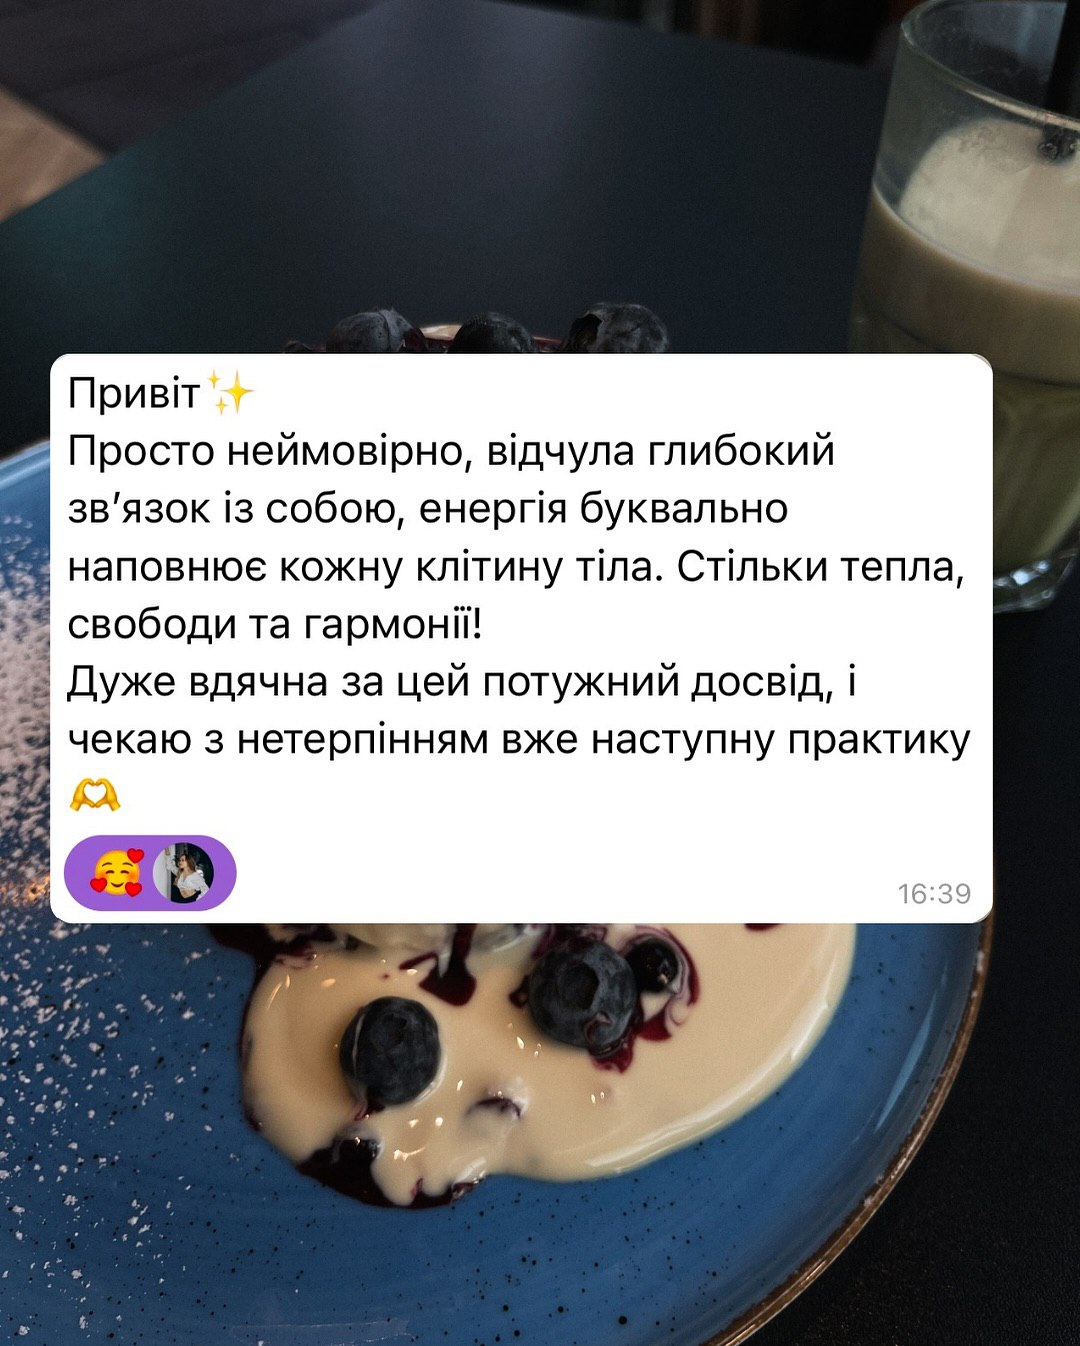 Привіт✨
Просто неймовірно, відчула глибокий
зв’язок із собою, енергія буквально
наповнює кожну клітину тіла. Стільки тепла,
свободи та гармонії!
Дуже вдячна за цей потужний досвід, і
чекаю з нетерпінням вже наступну практику
🫶
16:39